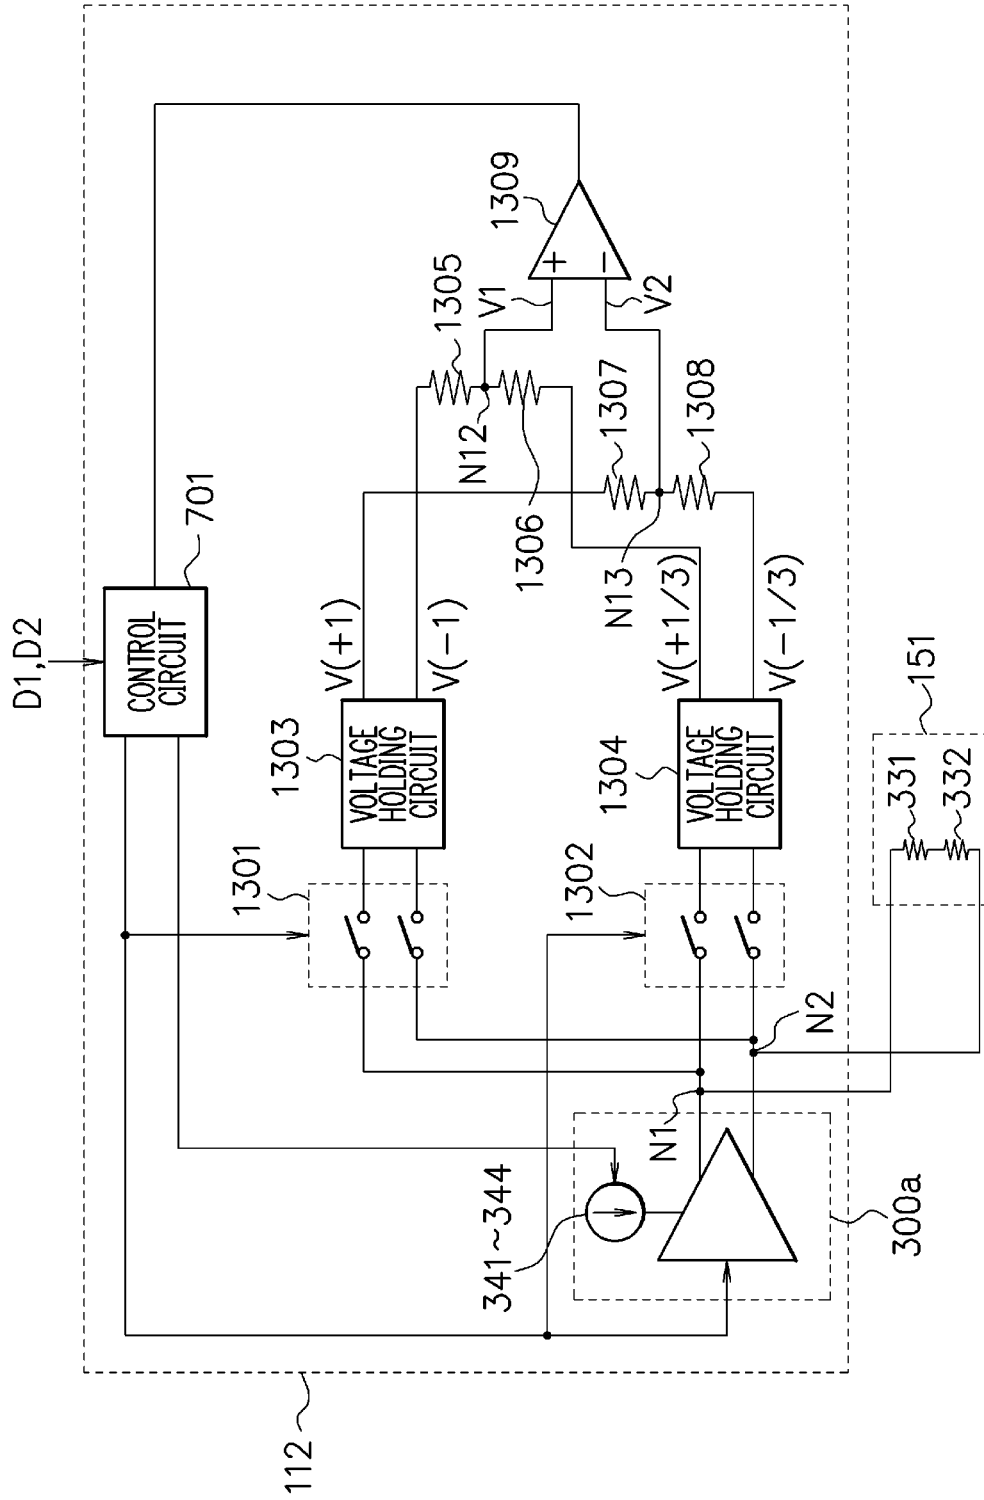 112
D1,D2
CONTROL
CIRCUIT
701
1301
1303
VOLTAGE
HOLDING
CIRCUIT
V(+1)
V(-1)
N12
1305
1306
V1
V2
1309
+
−
341~344
300a
N1
N2
1302
1304
VOLTAGE
HOLDING
CIRCUIT
V(+1/3)
V(-1/3)
N13
1307
1308
151
331
332